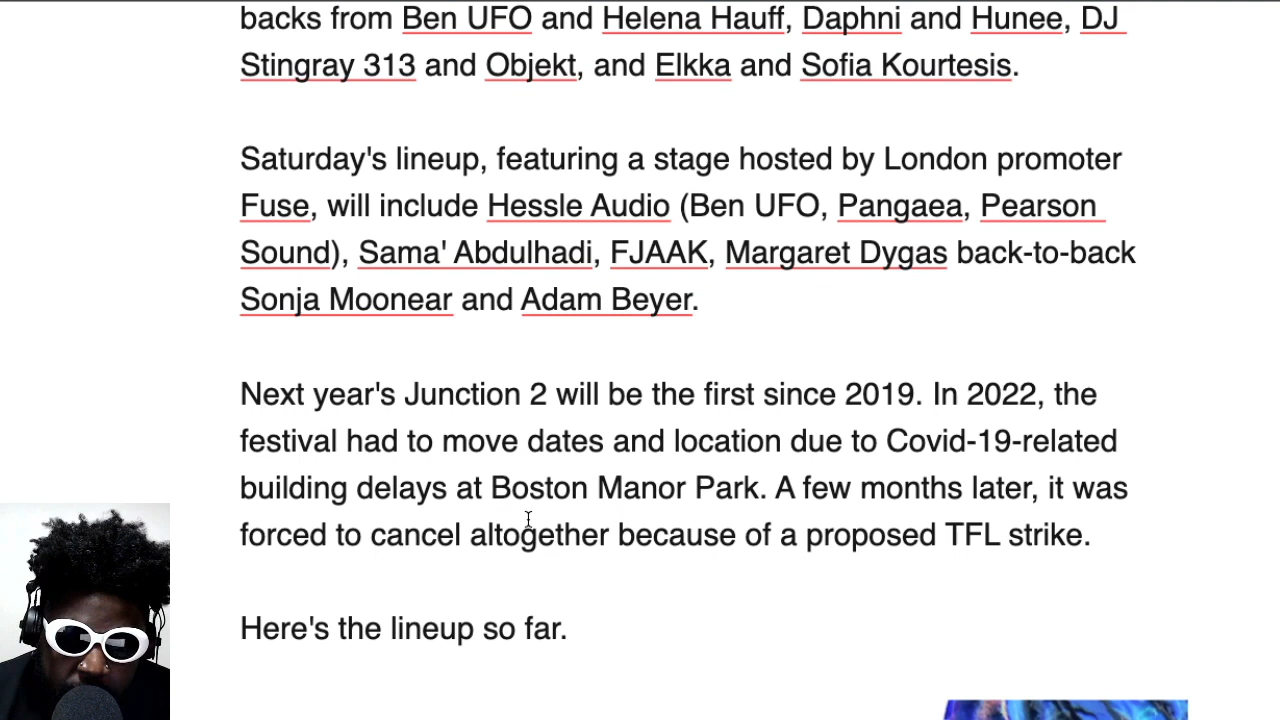 backs from Ben UFO and Helena Hauff, Daphni and Hunee, DJ
Stingray 313 and Objekt, and Elkka and Sofia Kourtesis.
Saturday's lineup, featuring a stage hosted by London promoter
Fuse, will include Hessle Audio (Ben UFO, Pangaea, Pearson
Sound), Sama' Abdulhadi, FJAAK, Margaret Dygas back-to-back
Sonja Moonear and Adam Beyer.
Next year's Junction 2 will be the first since 2019. In 2022, the
festival had to move dates and location due to Covid-19-related
building delays at Boston Manor Park. A few months later, it was
forced to cancel altogether because of a proposed TFL strike.
Here's the lineup so far.